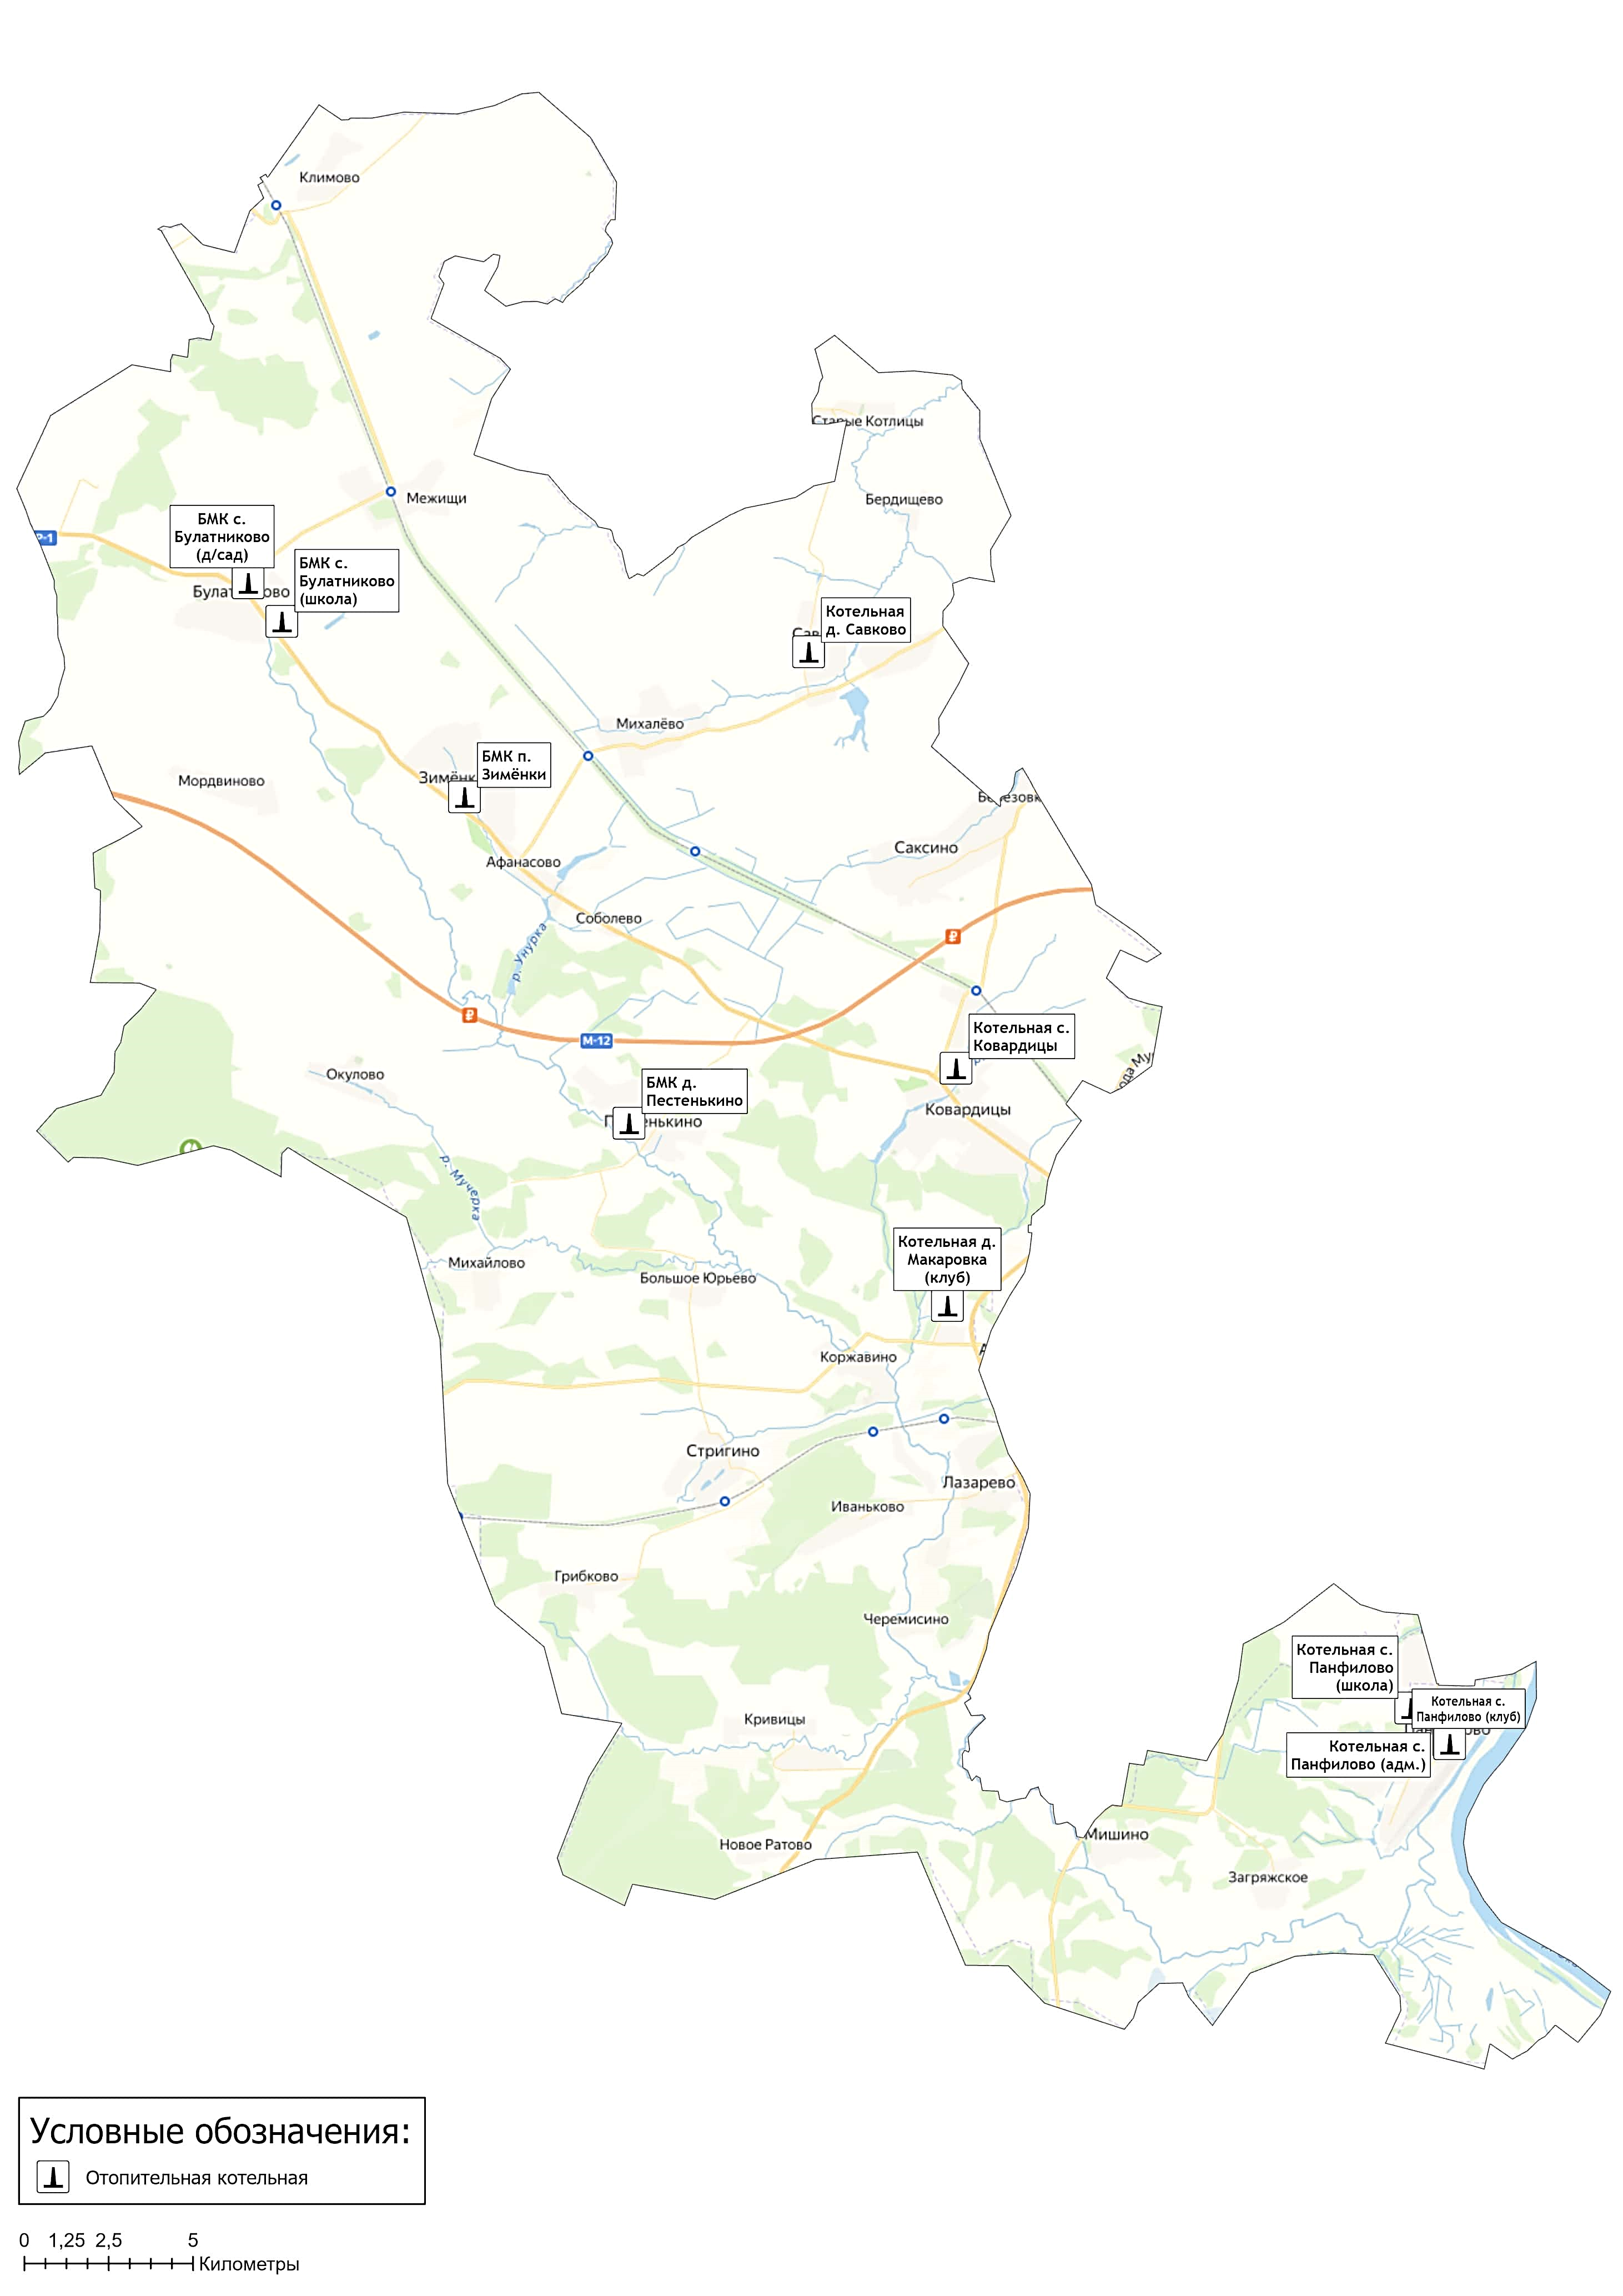 Климово
Старые Котлицы
Межищи
Бердищево
БМК с.
Булатниково
(д/сад)
БМК с.
Булатниково
(школа)
Котельная
д. Савково
Михалёво
БМК п.
Зимёнки
Мордвиново
Саксино
Афанасово
Соболево
р. Унурка
М-12
Котельная с.
Ковардицы
Окулово
БМК д.
Пестенькино
Ковардицы
р. Мучерка
Котельная д.
Макаровка
(клуб)
Михайлово
Большое Юрьево
Коржавино
Стригино
Лазарево
Иваньково
Грибково
Черемисино
Котельная с.
Панфилово
(школа)
Котельная с.
Панфилово (клуб)
Котельная с.
Панфилово (адм.)
Кривицы
Новое Ратово
Мишино
Загряжское
Условные обозначения:
Отопительная котельная
0 1,25 2,5 5
Километры